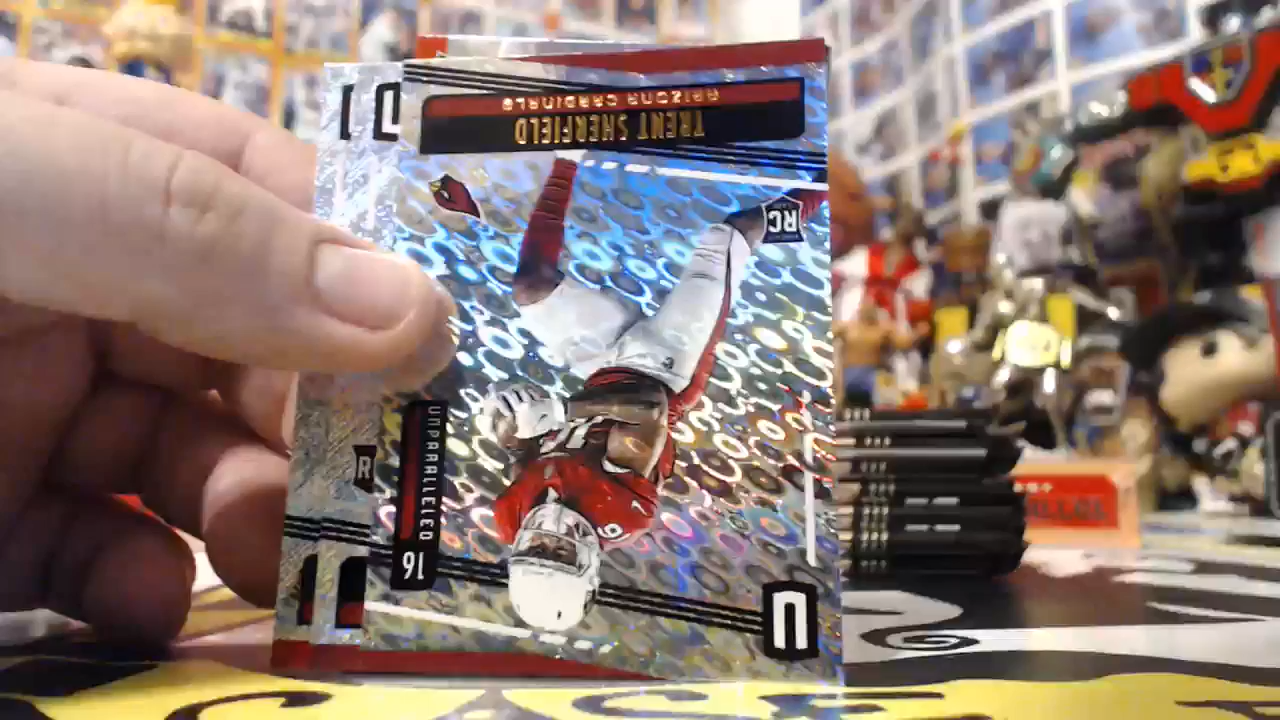 TRENT SHERFIELD
ARIZONA CARDINALS
RC
UNPARALLELED
16
U
R